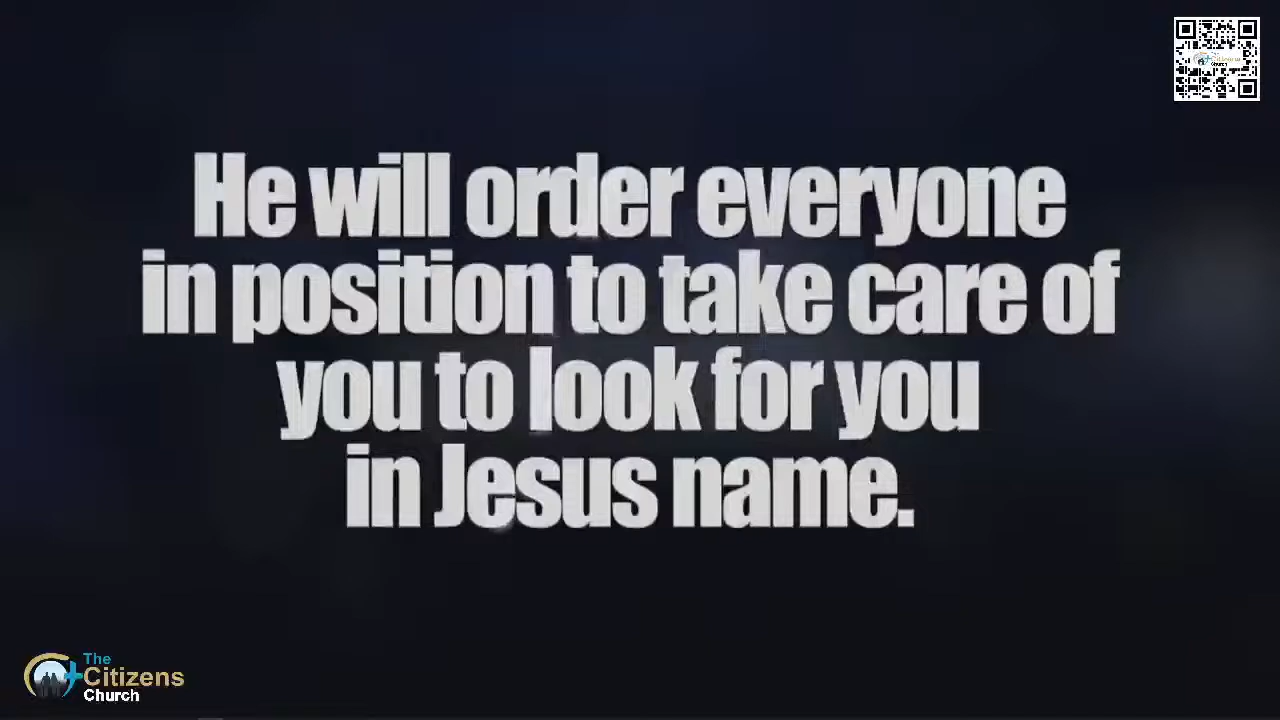 He will order everyone
in position to take care of
you to look for you
in Jesus name.
The
Citizens
Church